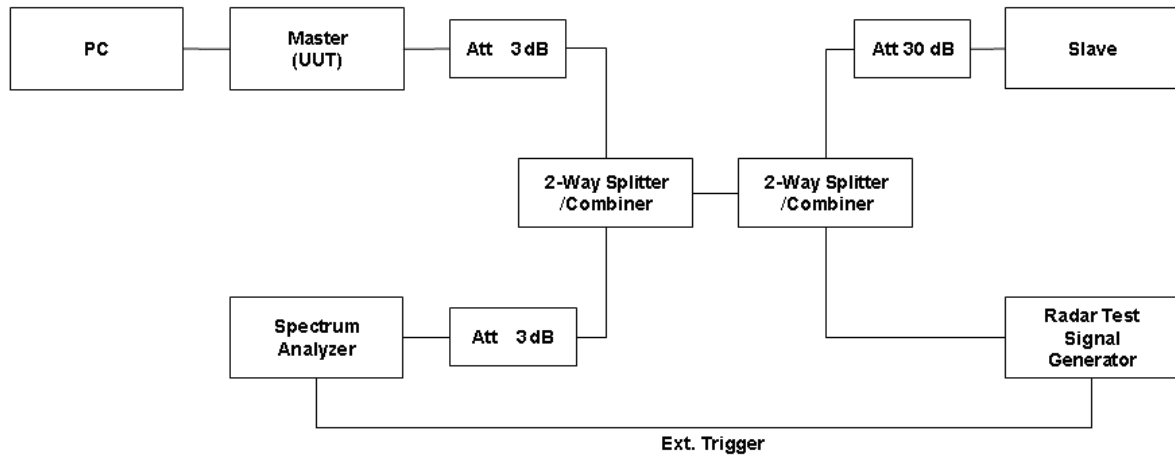 PC
Master
(UUT)
Att 3 dB
Att 30 dB
Slave
2-Way Splitter
/Combiner
2-Way Splitter
/Combiner
Spectrum
Analyzer
Att 3 dB
Radar Test
Signal
Generator
Ext. Trigger